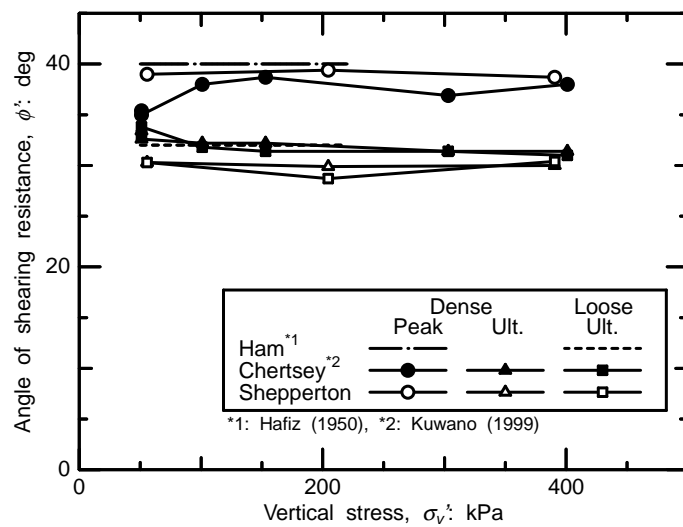 40
20
0
Angle of shearing resistance, ϕ': deg
Dense Loose
Peak Ult. Ult.
Ham*1
Chertsey*2
Shepperton
*1: Hafiz (1950), *2: Kuwano (1999)
0 200 400
Vertical stress, σv': kPa